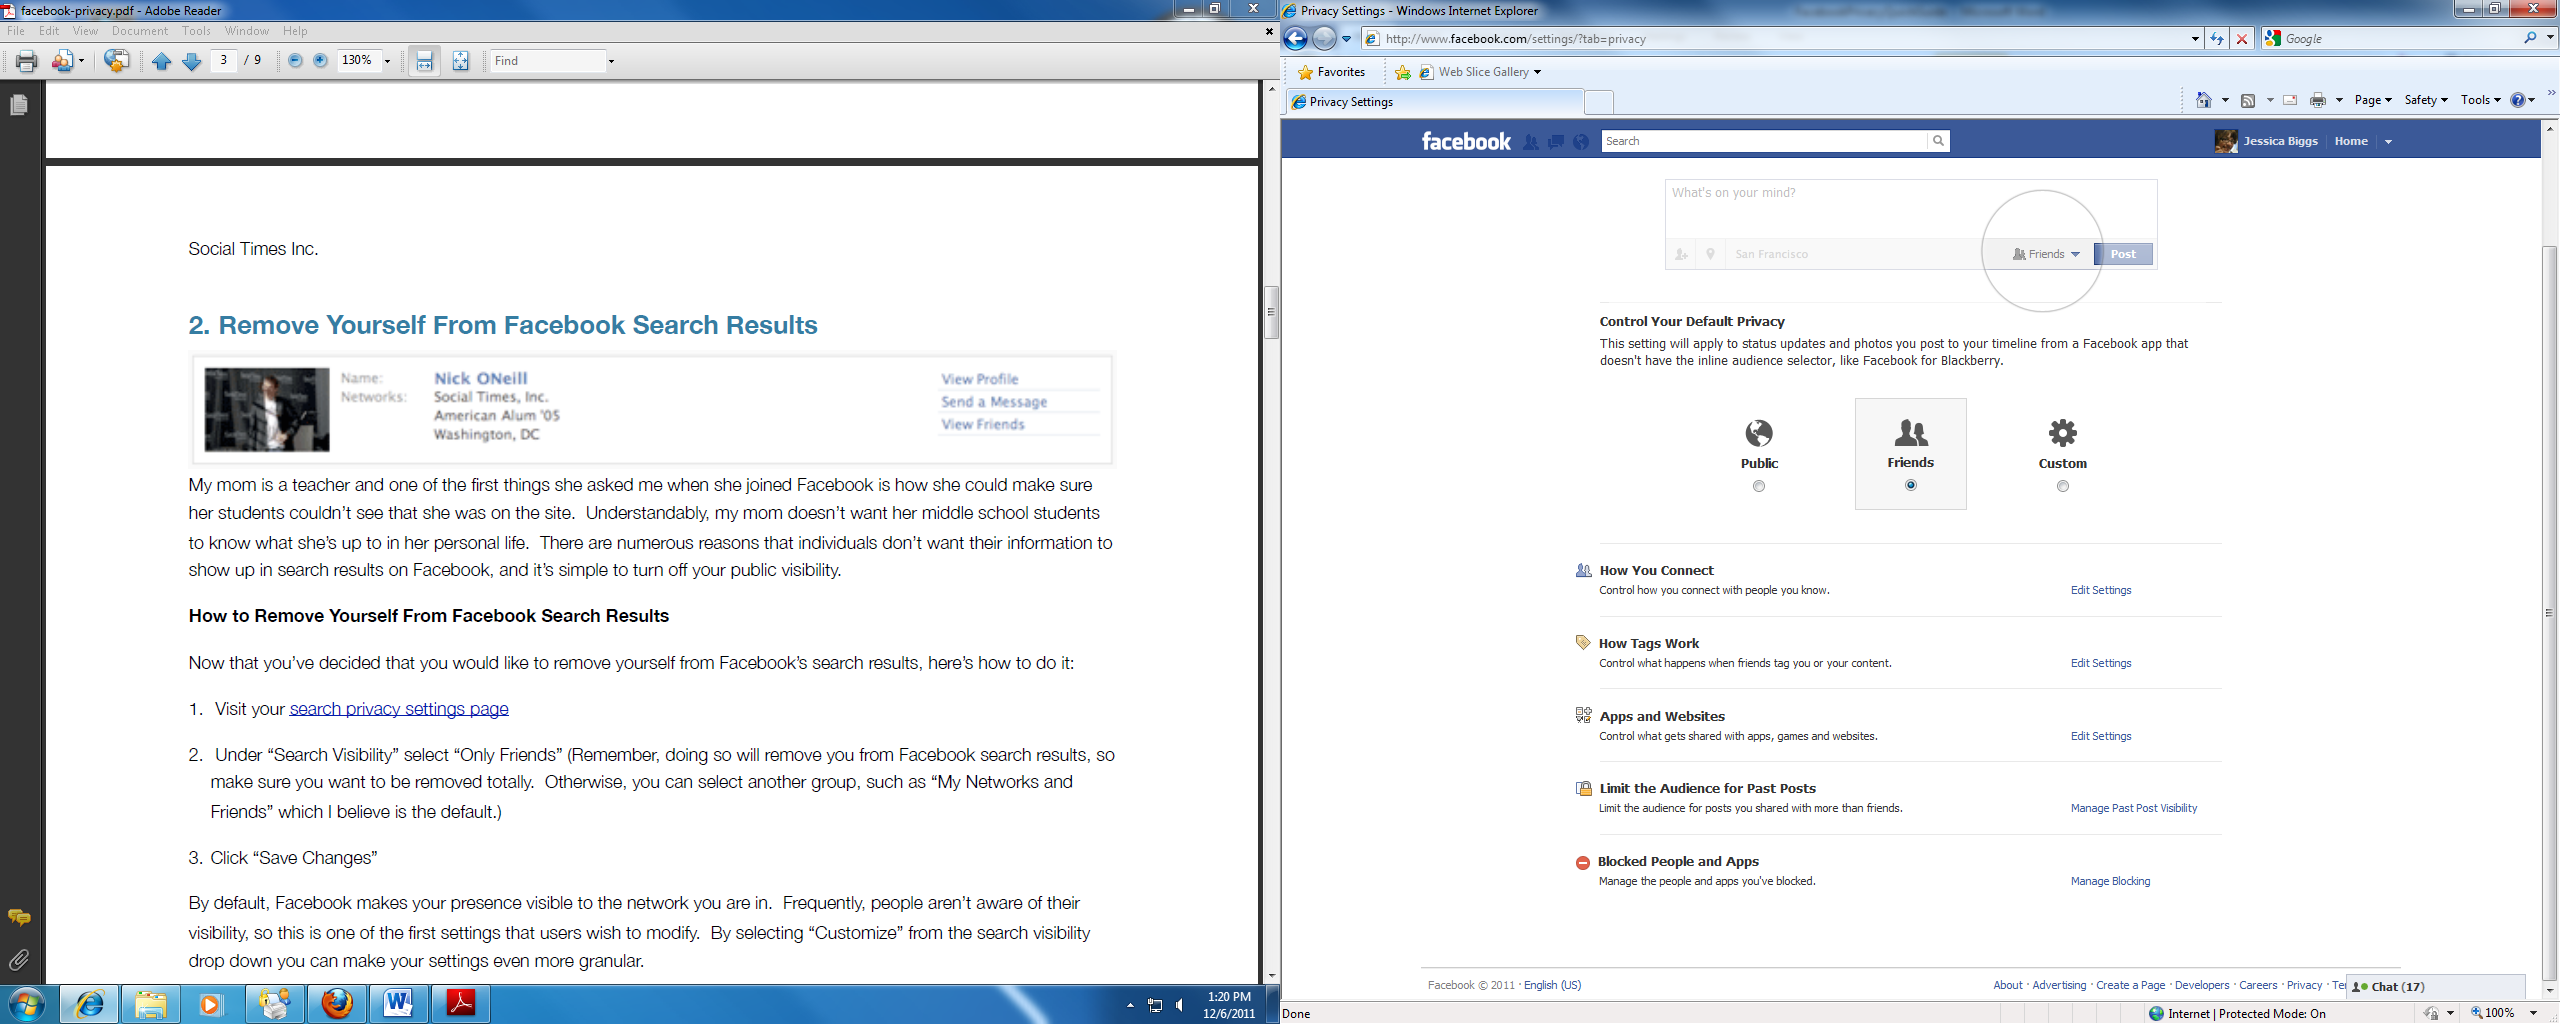 facebook-privacy.pdf - Adobe Reader
File Edit View Document Tools Window Help
3 / 9 130% Find
Social Times Inc.
2. Remove Yourself From Facebook Search Results
Name: Nick ONeill
Networks: Social Times, Inc.
American Alum '05
Washington, DC
View Profile
Send a Message
View Friends
My mom is a teacher and one of the first things she asked me when she joined Facebook is how she could make sure
her students couldn’t see that she was on the site. Understandably, my mom doesn’t want her middle school students
to know what she’s up to in her personal life. There are numerous reasons that individuals don’t want their information to
show up in search results on Facebook, and it’s simple to turn off your public visibility.
How to Remove Yourself From Facebook Search Results
Now that you’ve decided that you would like to remove yourself from Facebook’s search results, here’s how to do it:
1. Visit your search privacy settings page
2. Under “Search Visibility” select “Only Friends” (Remember, doing so will remove you from Facebook search results, so
make sure you want to be removed totally. Otherwise, you can select another group, such as “My Networks and
Friends” which I believe is the default.)
3. Click “Save Changes”
By default, Facebook makes your presence visible to the network you are in. Frequently, people aren’t aware of their
visibility, so this is one of the first settings that users wish to modify. By selecting “Customize” from the search visibility
drop down you can make your settings even more granular.
1:20 PM
12/6/2011
Privacy Settings - Windows Internet Explorer
http://www.facebook.com/settings/?tab=privacy
Google
Favorites Web Slice Gallery
Privacy Settings
Page Safety Tools
facebook Search Jessica Biggs Home
What's on your mind?
San Francisco Friends Post
Control Your Default Privacy
This setting will apply to status updates and photos you post to your timeline from a Facebook app that
doesn't have the inline audience selector, like Facebook for Blackberry.
Public Friends Custom
How You Connect
Control how you connect with people you know. Edit Settings
How Tags Work
Control what happens when friends tag you or your content. Edit Settings
Apps and Websites
Control what gets shared with apps, games and websites. Edit Settings
Limit the Audience for Past Posts
Limit the audience for posts you shared with more than friends. Manage Past Post Visibility
Blocked People and Apps
Manage the people and apps you've blocked. Manage Blocking
Facebook © 2011 · English (US)
About · Advertising · Create a Page · Developers · Careers · Privacy ·
Chat (17)
Done
Internet | Protected Mode: On
100%